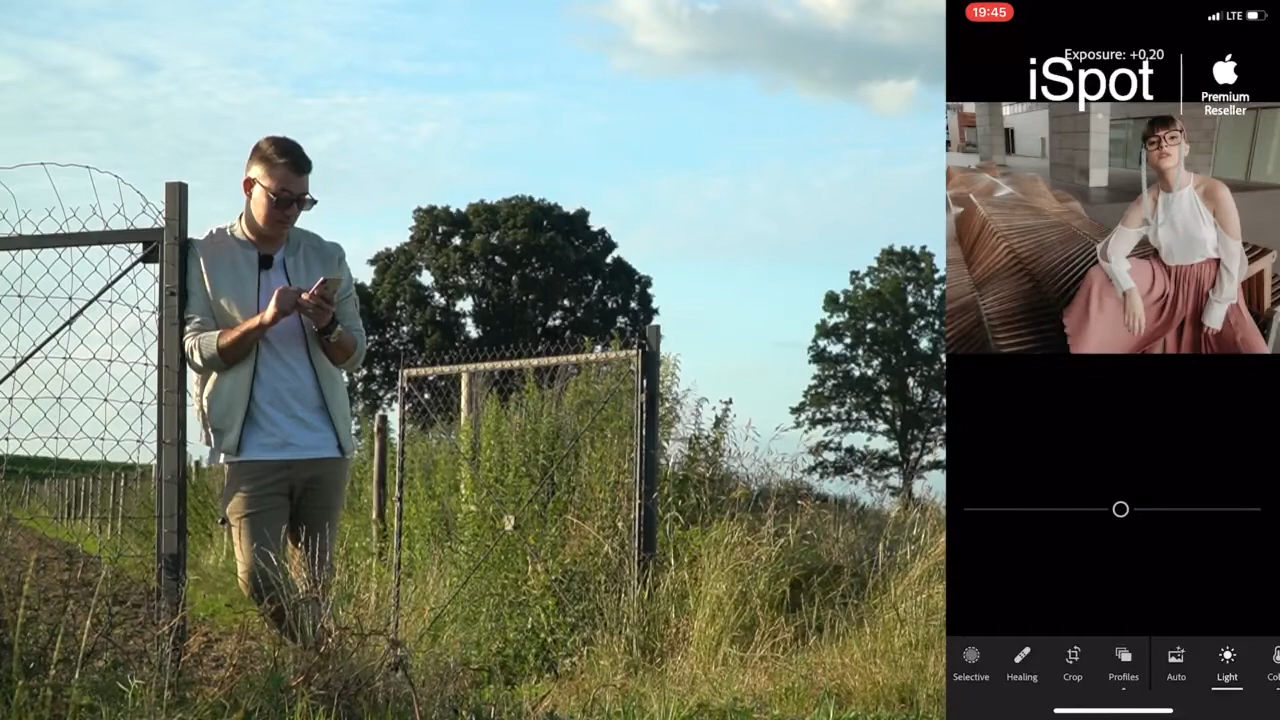 19:45
LTE
Exposure: +0,20
iSpot
Premium
Reseller
Selective
Healing
Crop
Profiles
Auto
Light